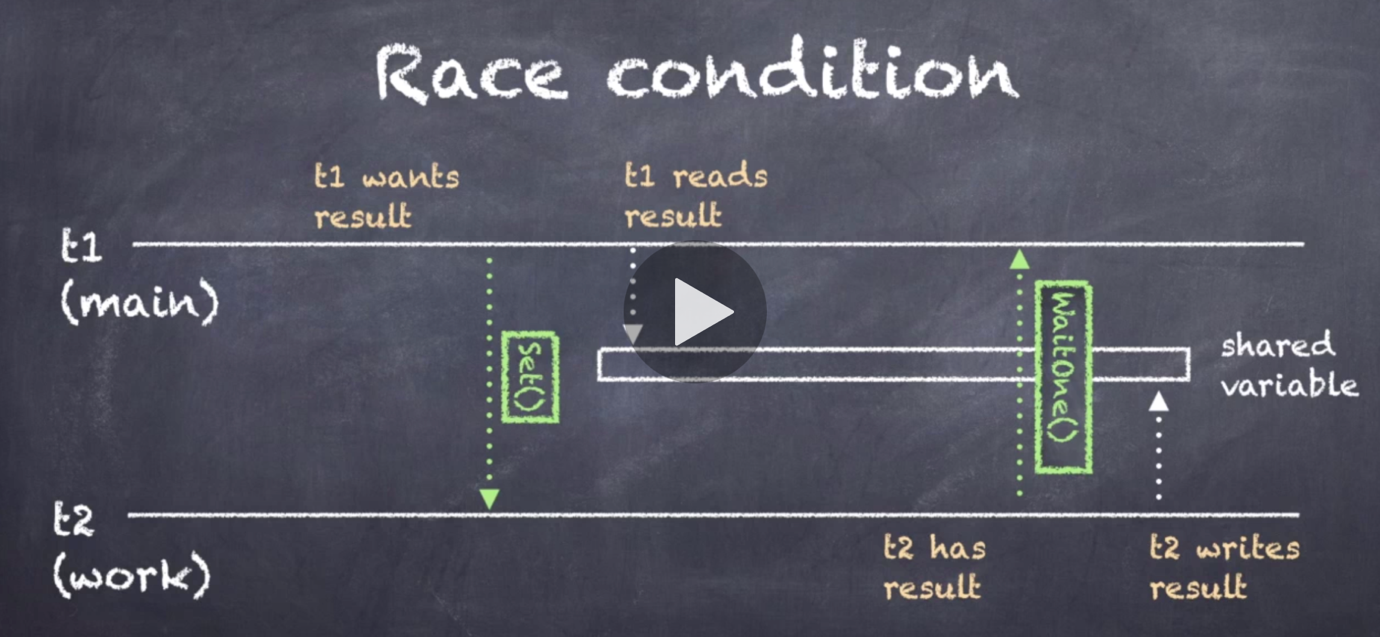 Race condition
t1 wants
result
t1 reads
result
t1
(main)
Set()
WaitOne()
shared
variable
t2
(work)
t2 has
result
t2 writes
result